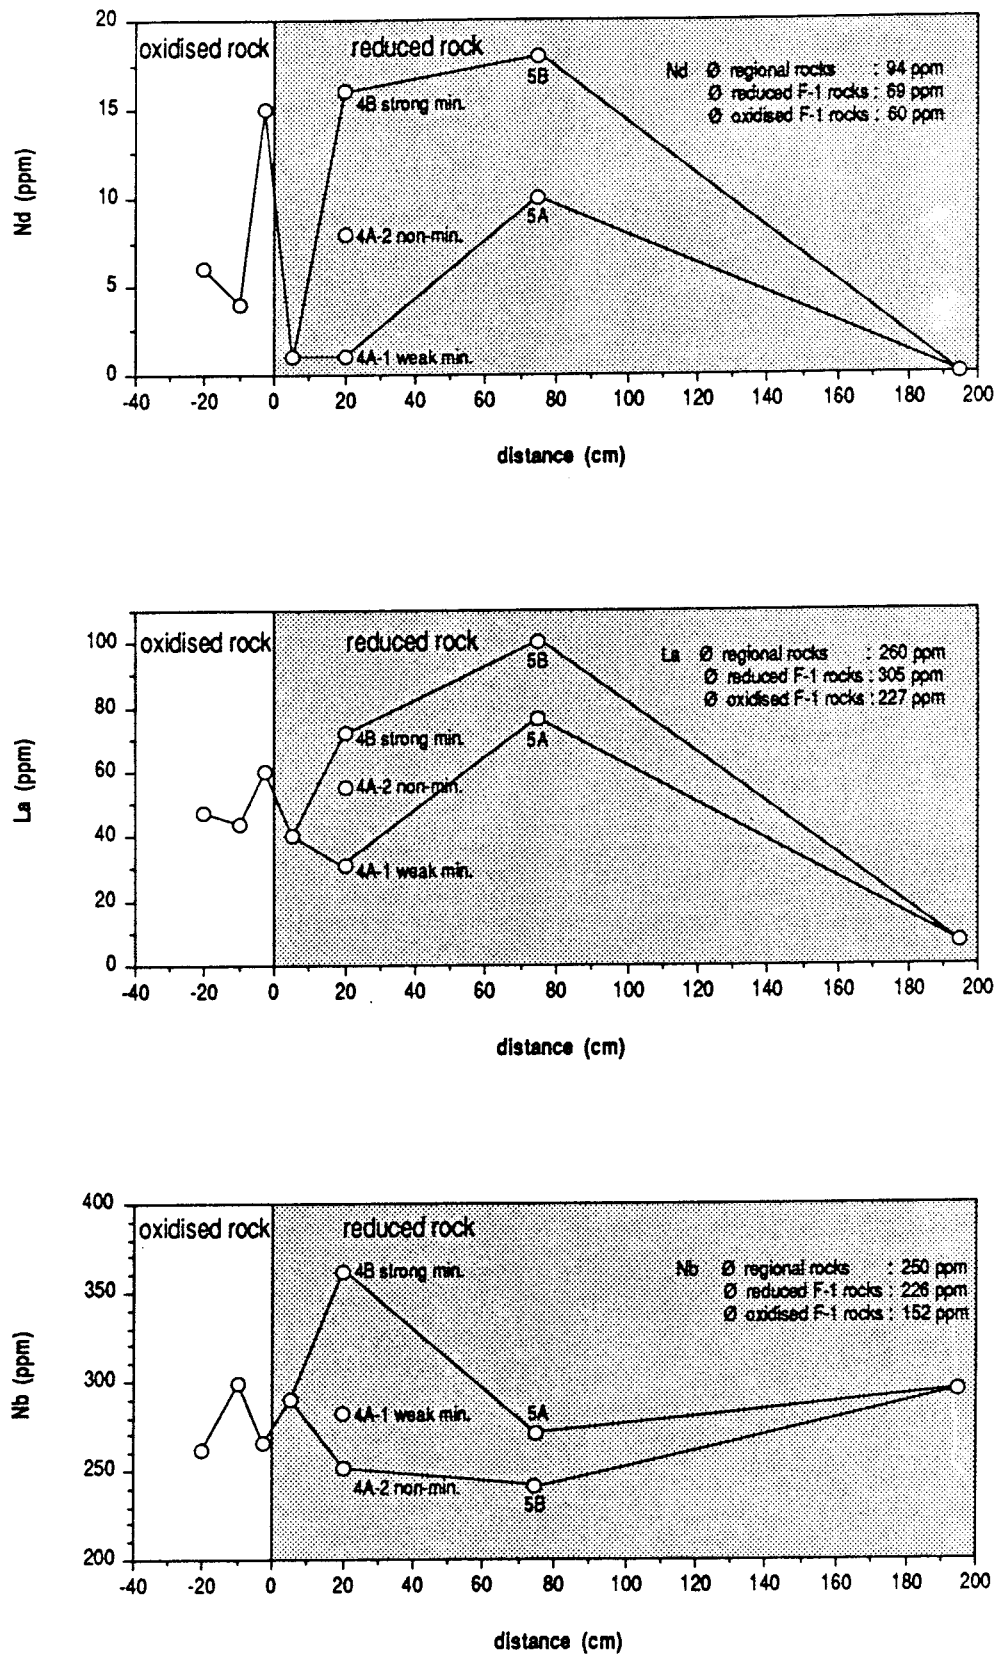 20
15
10
5
0
Nd (ppm)
oxidised rock
reduced rock
4B strong min.
5B
4A-2 non-min.
5A
4A-1 weak min.
Nd Ø regional rocks : 94 ppm
Ø reduced F-1 rocks : 69 ppm
Ø oxidised F-1 rocks : 60 ppm
-40 -20 0 20 40 60 80 100 120 140 160 180 200
distance (cm)
100
80
60
40
20
0
La (ppm)
oxidised rock
reduced rock
5B
4B strong min.
5A
4A-2 non-min.
4A-1 weak min.
La Ø regional rocks : 260 ppm
Ø reduced F-1 rocks : 305 ppm
Ø oxidised F-1 rocks : 227 ppm
-40 -20 0 20 40 60 80 100 120 140 160 180 200
distance (cm)
400
350
300
250
200
Nb (ppm)
oxidised rock
reduced rock
4B strong min.
5A
4A-1 weak min.
4A-2 non-min.
5B
Nb Ø regional rocks : 250 ppm
Ø reduced F-1 rocks : 226 ppm
Ø oxidised F-1 rocks : 152 ppm
-40 -20 0 20 40 60 80 100 120 140 160 180 200
distance (cm)